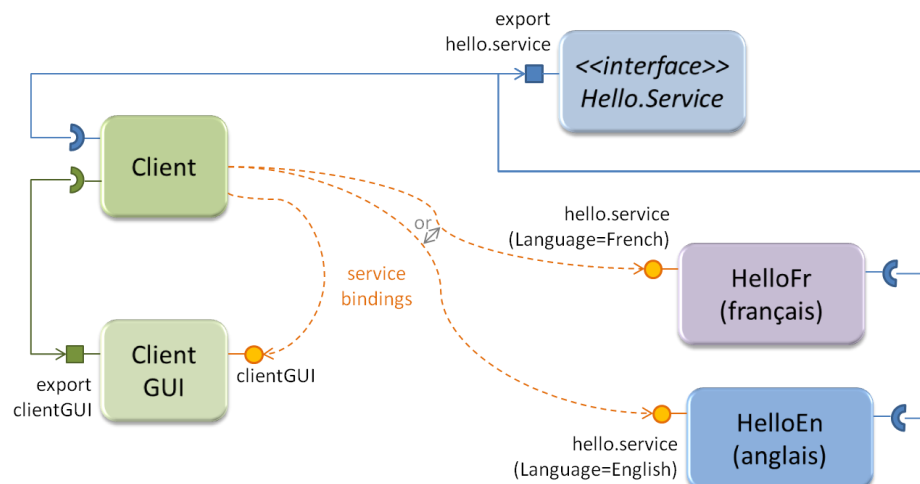 export
hello.service
<<interface>>
Hello.Service
Client
or
hello.service
(Language=French)
HelloFr
(français)
service
bindings
Client
GUI
clientGUI
export
clientGUI
HelloEn
(anglais)
hello.service
(Language=English)